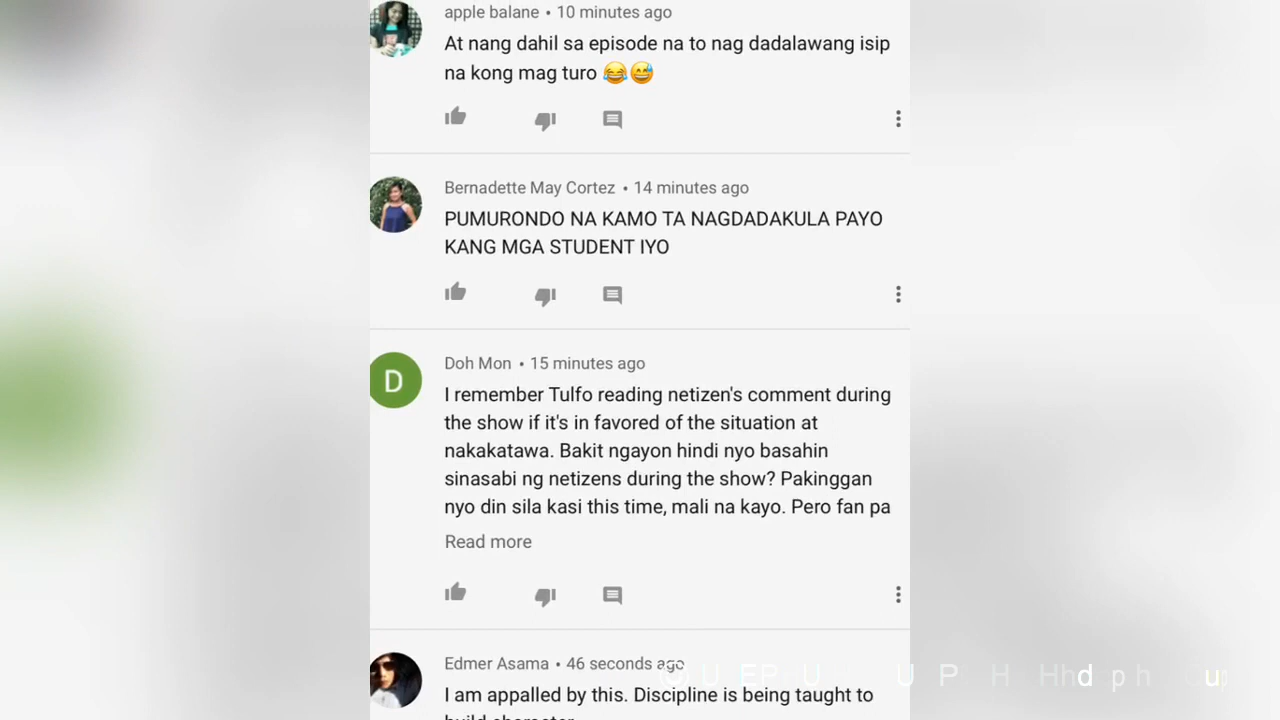 apple balane • 10 minutes ago
At nang dahil sa episode na to nag dadalawang isip
na kong mag turo 😂😅
Bernadette May Cortez • 14 minutes ago
PUMURONDO NA KAMO TA NAGDADAKULA PAYO
KANG MGA STUDENT IYO
D
Doh Mon • 15 minutes ago
I remember Tulfo reading netizen's comment during
the show if it's in favored of the situation at
nakakatawa. Bakit ngayon hindi nyo basahin
sinasabi ng netizens during the show? Pakinggan
nyo din sila kasi this time, mali na kayo. Pero fan pa
Read more
Edmer Asama • 46 seconds ago
I am appalled by this. Discipline is being taught to
build character